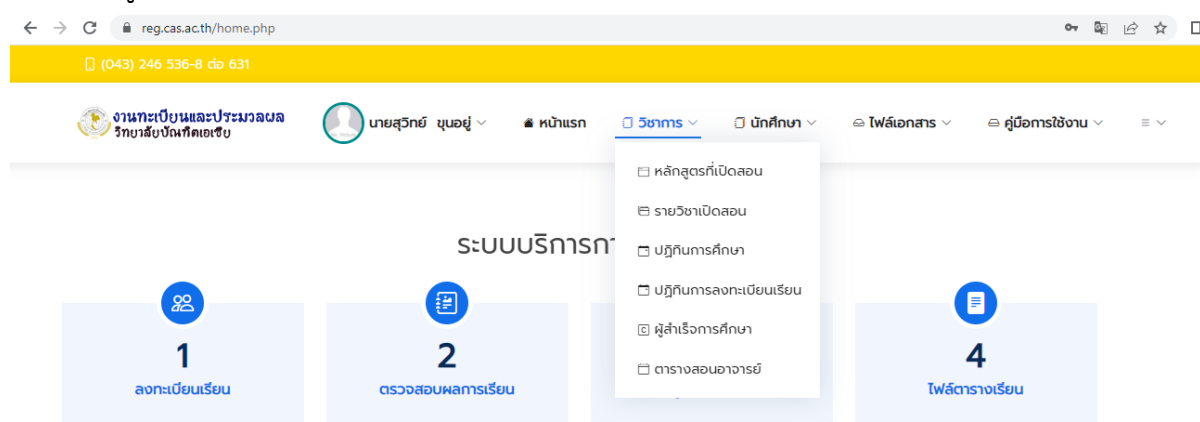 reg.cas.ac.th/home.php
(043) 246 536-8 ต่อ 631
งานทะเบียนและประมวลผล
วิทยาลัยบัณฑิตเอเซีย
นายสุวิทย์ ขุนอยู่
หน้าแรก
วิชาการ
นักศึกษา
ไฟล์เอกสาร
คู่มือการใช้งาน
หลักสูตรที่เปิดสอน
รายวิชาเปิดสอน
ปฏิทินการศึกษา
ปฏิทินการลงทะเบียนเรียน
ผู้สำเร็จการศึกษา
ตารางสอนอาจารย์
ระบบบริการ
1
ลงทะเบียนเรียน
2
ตรวจสอบผลการเรียน
4
ไฟล์ตารางเรียน